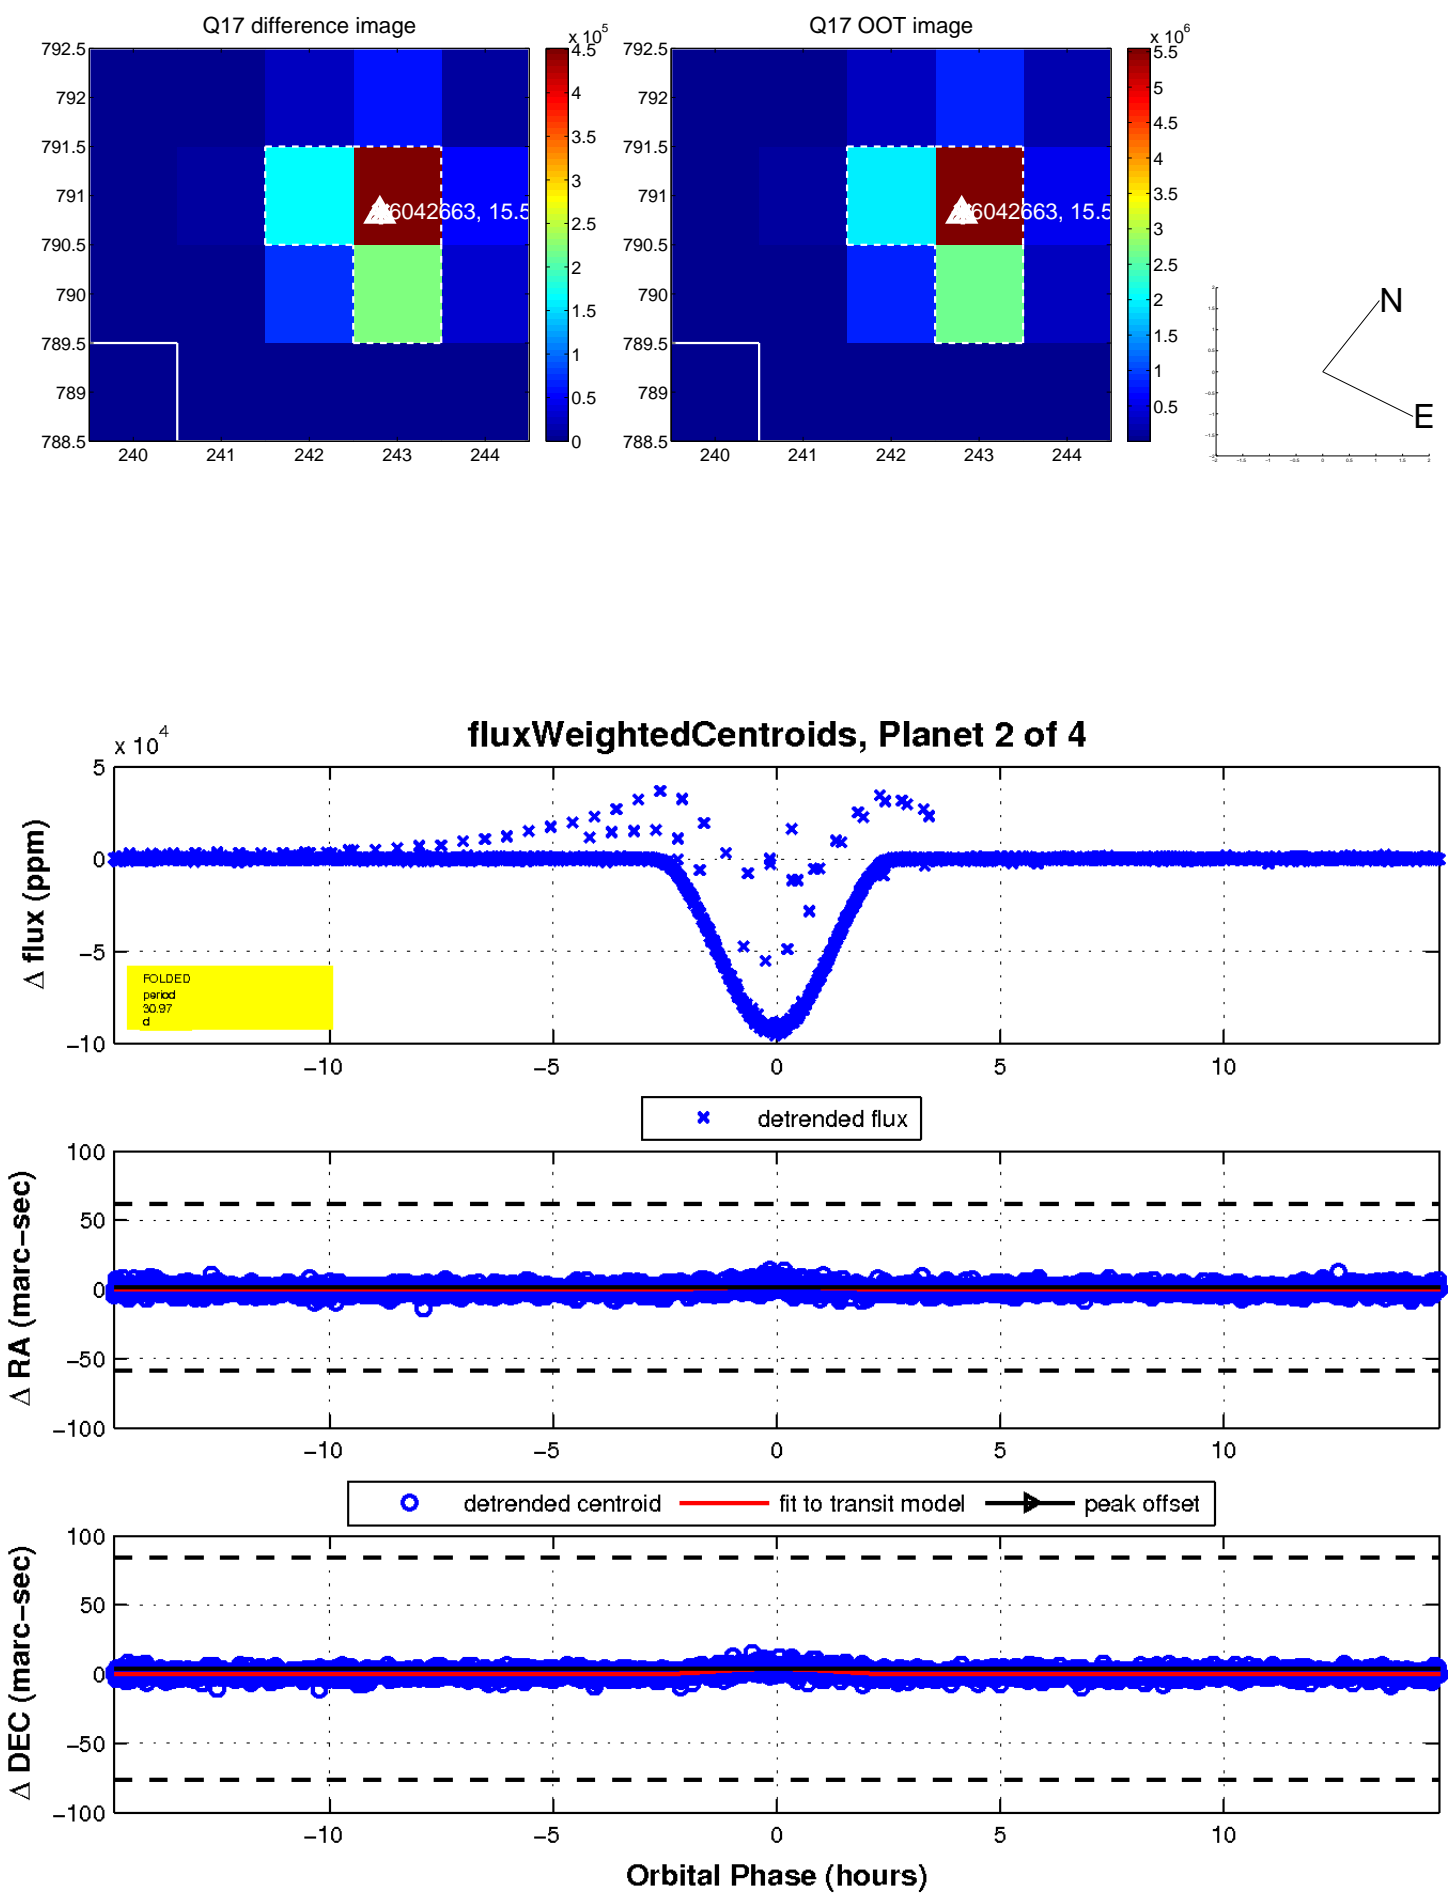 Q17 difference image
x 10^5
792.5
792
791.5
791
790.5
790
789.5
789
788.5
240 241 242 243 244
4.5
4
3.5
3
2.5
2
1.5
1
0.5
0
6042663, 15.5
Q17 OOT image
x 10^6
792.5
792
791.5
791
790.5
790
789.5
789
788.5
240 241 242 243 244
5.5
5
4.5
4
3.5
3
2.5
2
1.5
1
0.5
6042663, 15.5
N
E
fluxWeightedCentroids, Planet 2 of 4
x 10^4
Δ flux (ppm)
5
0
−5
−10
−10 −5 0 5 10
FOLDED
period
30.97
d
detrended flux
Δ RA (marc−sec)
100
50
0
−50
−100
−10 −5 0 5 10
detrended centroid fit to transit model peak offset
Δ DEC (marc−sec)
100
50
0
−50
−100
−10 −5 0 5 10
Orbital Phase (hours)